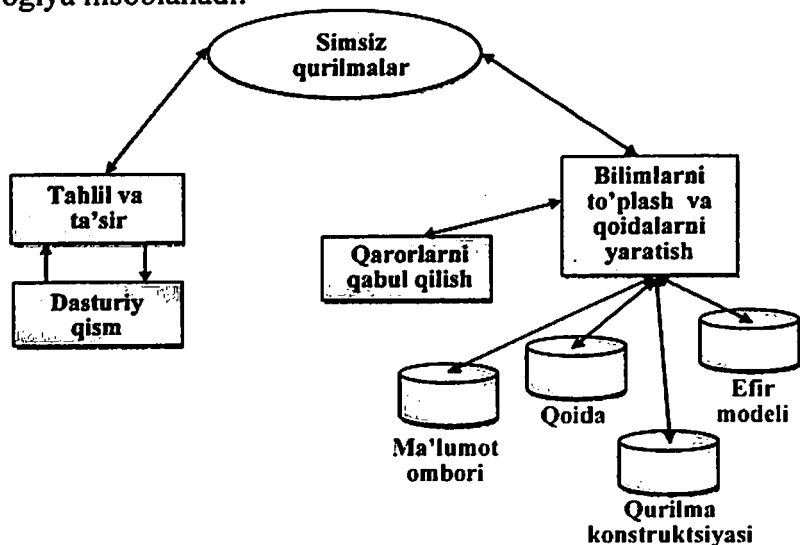 Simsiz
qurilmalar
Tahlil va
ta'sir
Dasturiy
qism
Bilimlarni
to'plash va
qoidalarni
yaratish
Qarorlarni
qabul qilish
Ma'lumot
ombori
Qoida
Efir
modeli
Qurilma
konstruktsiyasi